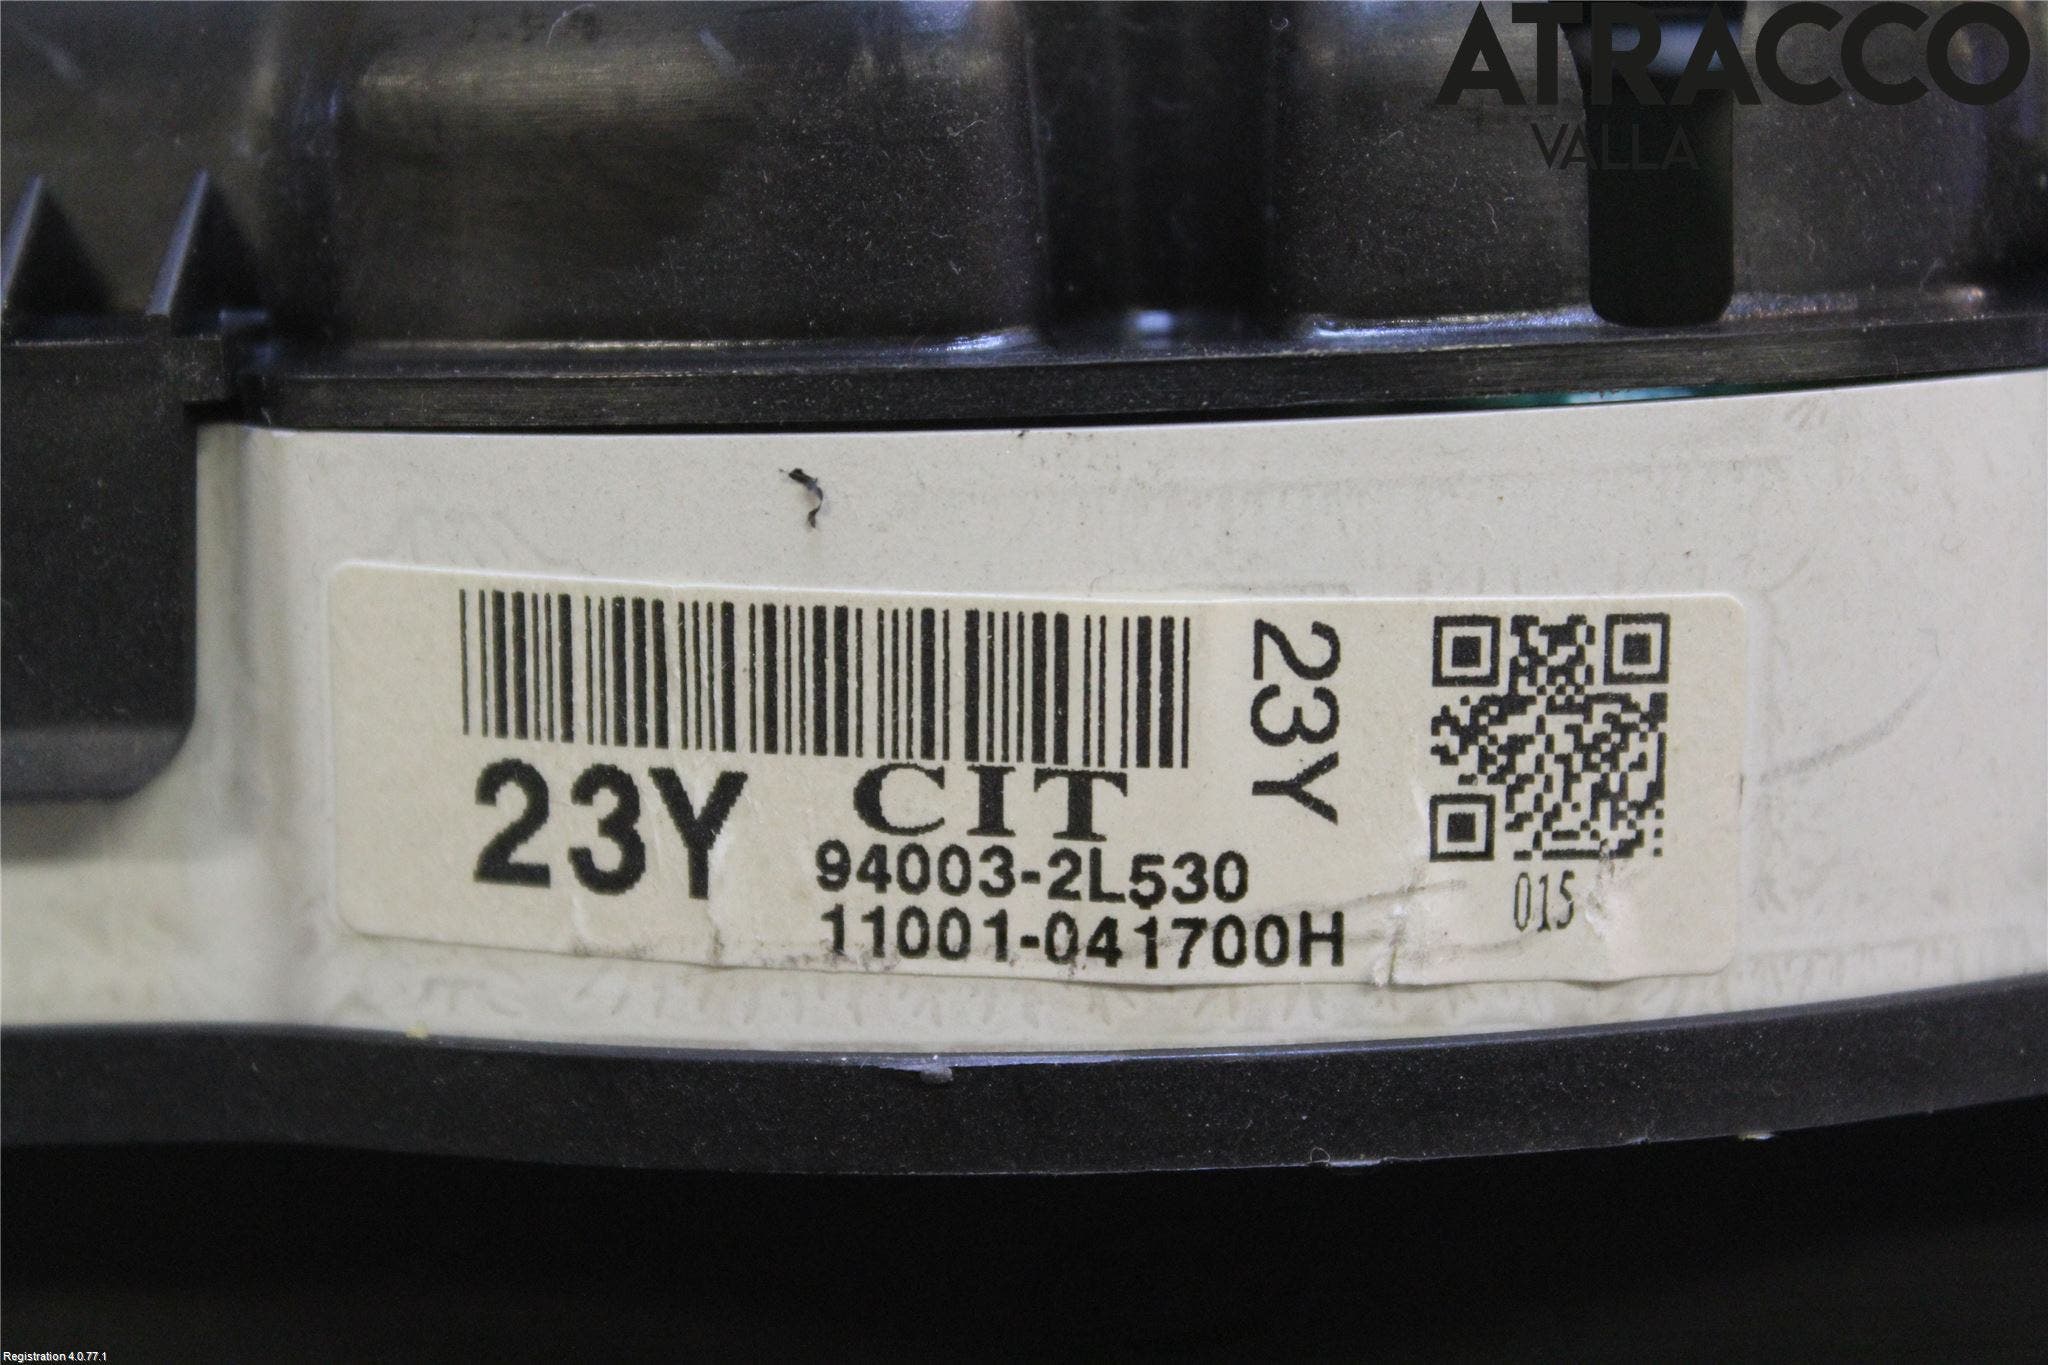 ATRACCO
VALLA
23Y
23Y
CIT
94003-2L530
11001-041700H
015
Registration 4.0.77.1